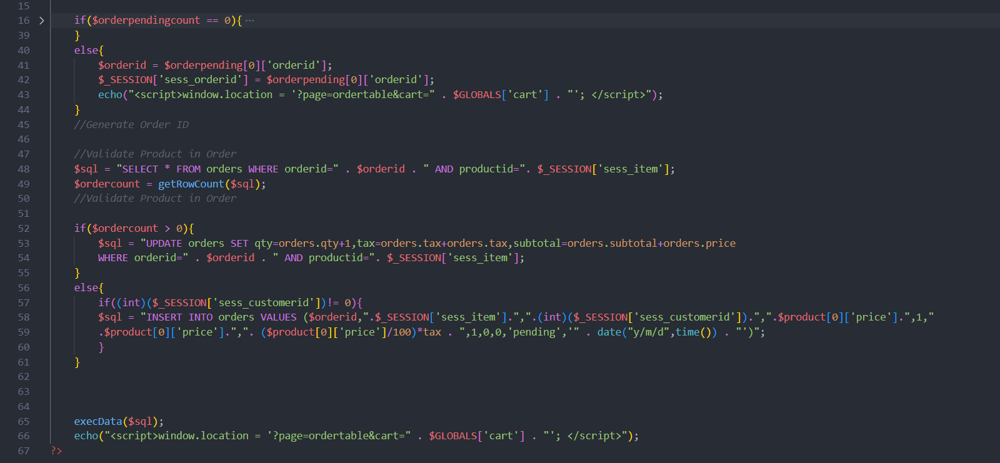 15
16 > if($orderpendingcount == 0){ ···
39 }
40 else{
41 $orderid = $orderpending[0]['orderid'];
42 $_SESSION['sess_orderid'] = $orderpending[0]['orderid'];
43 echo("<script>window.location = '?page=ordertable&cart=" . $GLOBALS['cart'] . "'; </script>");
44 }
45 //Generate Order ID
46
47 //Validate Product in Order
48 $sql = "SELECT * FROM orders WHERE orderid=" . $orderid . " AND productid=". $_SESSION['sess_item'];
49 $ordercount = getRowCount($sql);
50 //Validate Product in Order
51
52 if($ordercount > 0){
53 $sql = "UPDATE orders SET qty=orders.qty+1,tax=orders.tax+orders.tax,subtotal=orders.subtotal+orders.price
54 WHERE orderid=" . $orderid . " AND productid=". $_SESSION['sess_item'];
55 }
56 else{
57 if((int)($_SESSION['sess_customerid'])!= 0){
58 $sql = "INSERT INTO orders VALUES ($orderid,".$_SESSION['sess_item'].",".(int)($_SESSION['sess_customerid']).",".$product[0]['price'].",1,"
59 .$product[0]['price'].",". ($product[0]['price']/100)*tax . ",1,0,0,'pending','" . date("y/m/d",time()) . "')";
60 }
61 }
62
63
64
65 execData($sql);
66 echo("<script>window.location = '?page=ordertable&cart=" . $GLOBALS['cart'] . "'; </script>");
67 ?>